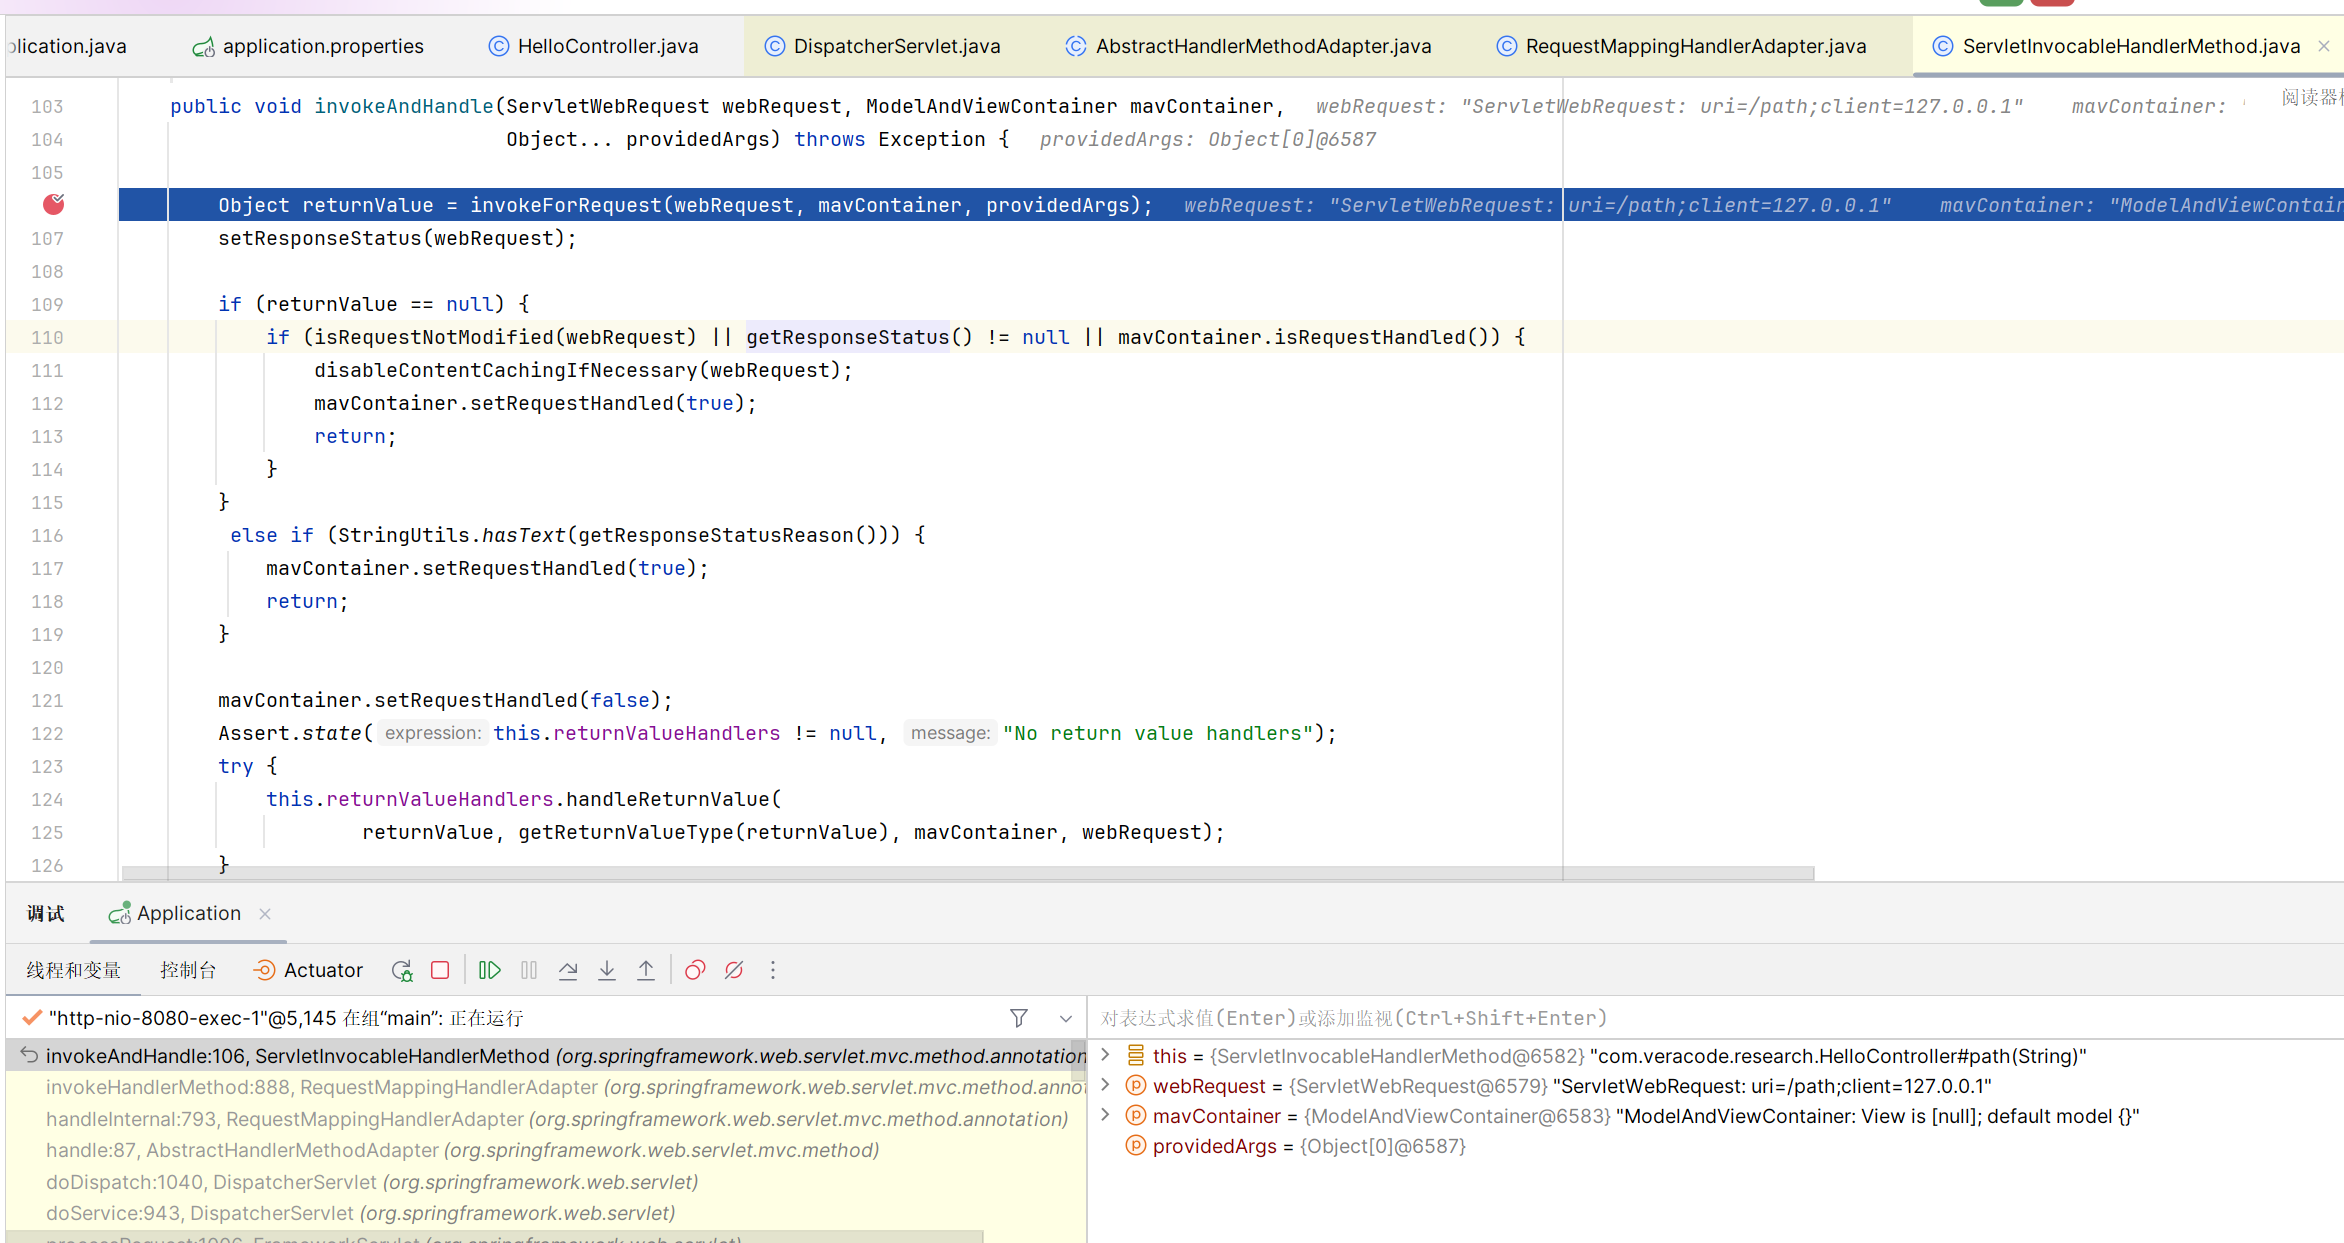 lication.java application.properties HelloController.java DispatcherServlet.java AbstractHandlerMethodAdapter.java RequestMappingHandlerAdapter.java ServletInvocableHandlerMethod.java
103 public void invokeAndHandle(ServletWebRequest webRequest, ModelAndViewContainer mavContainer, webRequest: "ServletWebRequest: uri=/path;client=127.0.0.1" mavContainer: 阅读器
104 Object... providedArgs) throws Exception { providedArgs: Object[0]@6587
105
Object returnValue = invokeForRequest(webRequest, mavContainer, providedArgs); webRequest: "ServletWebRequest: uri=/path;client=127.0.0.1" mavContainer: "ModelAndViewContain
107 setResponseStatus(webRequest);
108
109 if (returnValue == null) {
110 if (isRequestNotModified(webRequest) || getResponseStatus() != null || mavContainer.isRequestHandled()) {
111 disableContentCachingIfNecessary(webRequest);
112 mavContainer.setRequestHandled(true);
113 return;
114 }
115 }
116 else if (StringUtils.hasText(getResponseStatusReason())) {
117 mavContainer.setRequestHandled(true);
118 return;
119 }
120
121 mavContainer.setRequestHandled(false);
122 Assert.state( expression: this.returnValueHandlers != null, message: "No return value handlers");
123 try {
124 this.returnValueHandlers.handleReturnValue(
125 returnValue, getReturnValueType(returnValue), mavContainer, webRequest);
126 }
调试 Application
线程和变量 控制台 Actuator
"http-nio-8080-exec-1"@5,145 在组“main”: 正在运行
对表达式求值(Enter)或添加监视(Ctrl+Shift+Enter)
invokeAndHandle:106, ServletInvocableHandlerMethod (org.springframework.web.servlet.mvc.method.annotation
invokeHandlerMethod:888, RequestMappingHandlerAdapter (org.springframework.web.servlet.mvc.method.annot
handleInternal:793, RequestMappingHandlerAdapter (org.springframework.web.servlet.mvc.method.annotation)
handle:87, AbstractHandlerMethodAdapter (org.springframework.web.servlet.mvc.method)
doDispatch:1040, DispatcherServlet (org.springframework.web.servlet)
doService:943, DispatcherServlet (org.springframework.web.servlet)
processRequest:1006, FrameworkServlet (org.springframework.web.servlet)
this = {ServletInvocableHandlerMethod@6582} "com.veracode.research.HelloController#path(String)"
webRequest = {ServletWebRequest@6579} "ServletWebRequest: uri=/path;client=127.0.0.1"
mavContainer = {ModelAndViewContainer@6583} "ModelAndViewContainer: View is [null]; default model {}"
providedArgs = {Object[0]@6587}